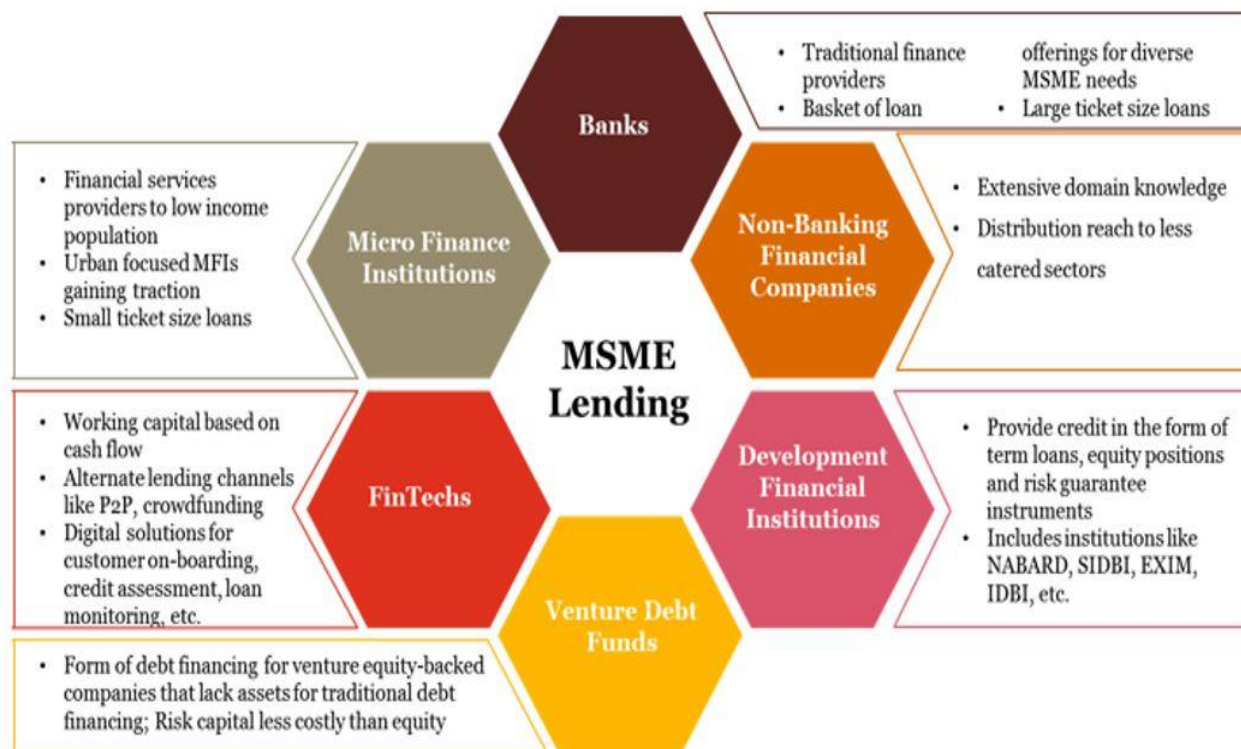 Banks
• Traditional finance
providers
• Basket of loan
offerings for diverse
MSME needs
• Large ticket size loans
Micro Finance
Institutions
• Financial services
providers to low income
population
• Urban focused MFIs
gaining traction
• Small ticket size loans
Non-Banking
Financial
Companies
• Extensive domain knowledge
• Distribution reach to less
catered sectors
MSME
Lending
FinTechs
• Working capital based on
cash flow
• Alternate lending channels
like P2P, crowdfunding
• Digital solutions for
customer on-boarding,
credit assessment, loan
monitoring, etc.
Development
Financial
Institutions
• Provide credit in the form of
term loans, equity positions
and risk guarantee
instruments
• Includes institutions like
NABARD, SIDBI, EXIM,
IDBI, etc.
Venture Debt
Funds
• Form of debt financing for venture equity-backed
companies that lack assets for traditional debt
financing; Risk capital less costly than equity